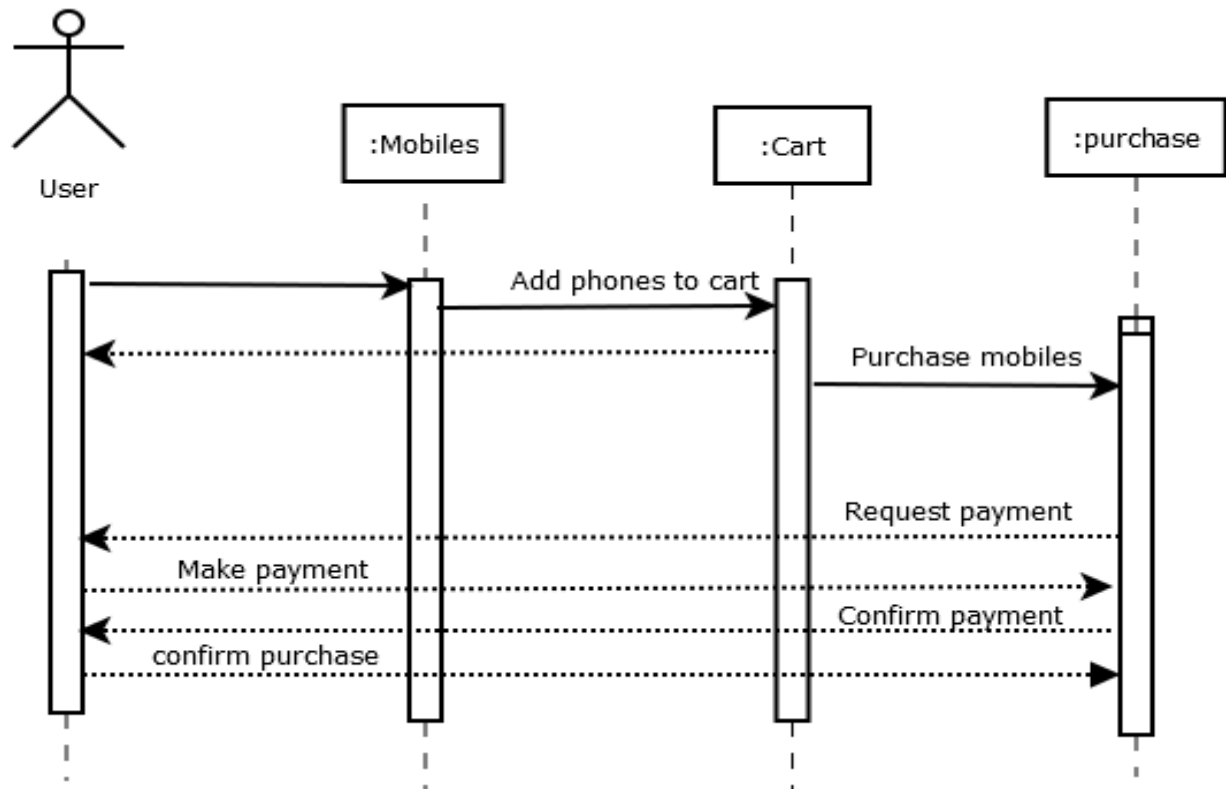 User
:Mobiles
:Cart
:purchase
Add phones to cart
Purchase mobiles
Request payment
Make payment
Confirm payment
confirm purchase